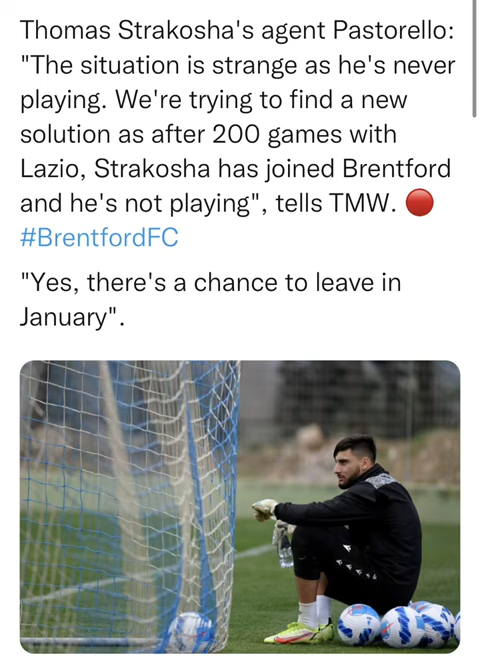 Thomas Strakosha's agent Pastorello:
"The situation is strange as he's never
playing. We're trying to find a new
solution as after 200 games with
Lazio, Strakosha has joined Brentford
and he's not playing", tells TMW. 🔴
#BrentfordFC
"Yes, there's a chance to leave in
January".